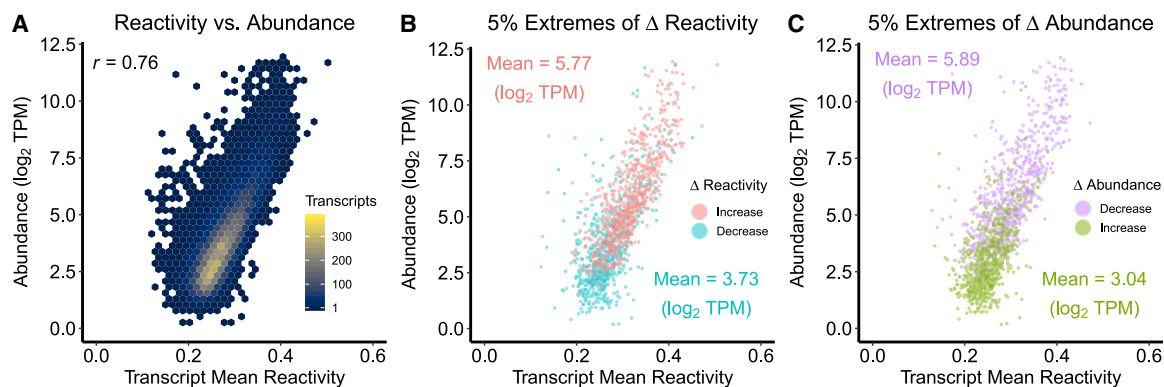 A
Reactivity vs. Abundance
r = 0.76
Abundance (log₂ TPM)
12.5
10.0
7.5
5.0
2.5
0.0
Transcripts
300
200
100
1
0.0 0.2 0.4 0.6
Transcript Mean Reactivity
B
5% Extremes of Δ Reactivity
Mean = 5.77
(log₂ TPM)
Abundance (log₂ TPM)
12.5
10.0
7.5
5.0
2.5
0.0
Δ Reactivity
Increase
Decrease
Mean = 3.73
(log₂ TPM)
0.0 0.2 0.4 0.6
Transcript Mean Reactivity
C
5% Extremes of Δ Abundance
Mean = 5.89
(log₂ TPM)
Abundance (log₂ TPM)
12.5
10.0
7.5
5.0
2.5
0.0
Δ Abundance
Decrease
Increase
Mean = 3.04
(log₂ TPM)
0.0 0.2 0.4 0.6
Transcript Mean Reactivity